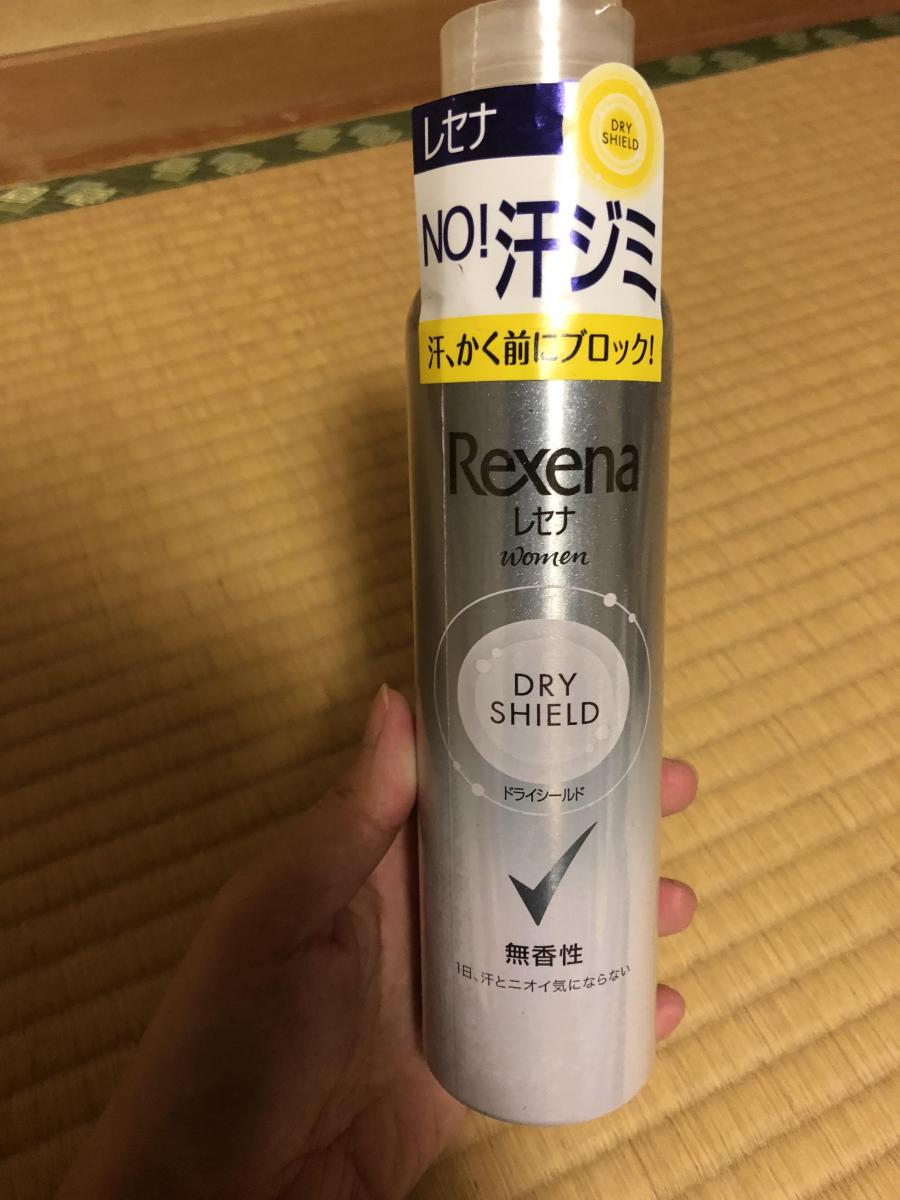 レセナ
DRY
SHIELD
NO!汗ジミ
汗、かく前にブロック!
Rexena
レセナ
women
DRY
SHIELD
ドライシールド
無香性
1日、汗とニオイ気にならない